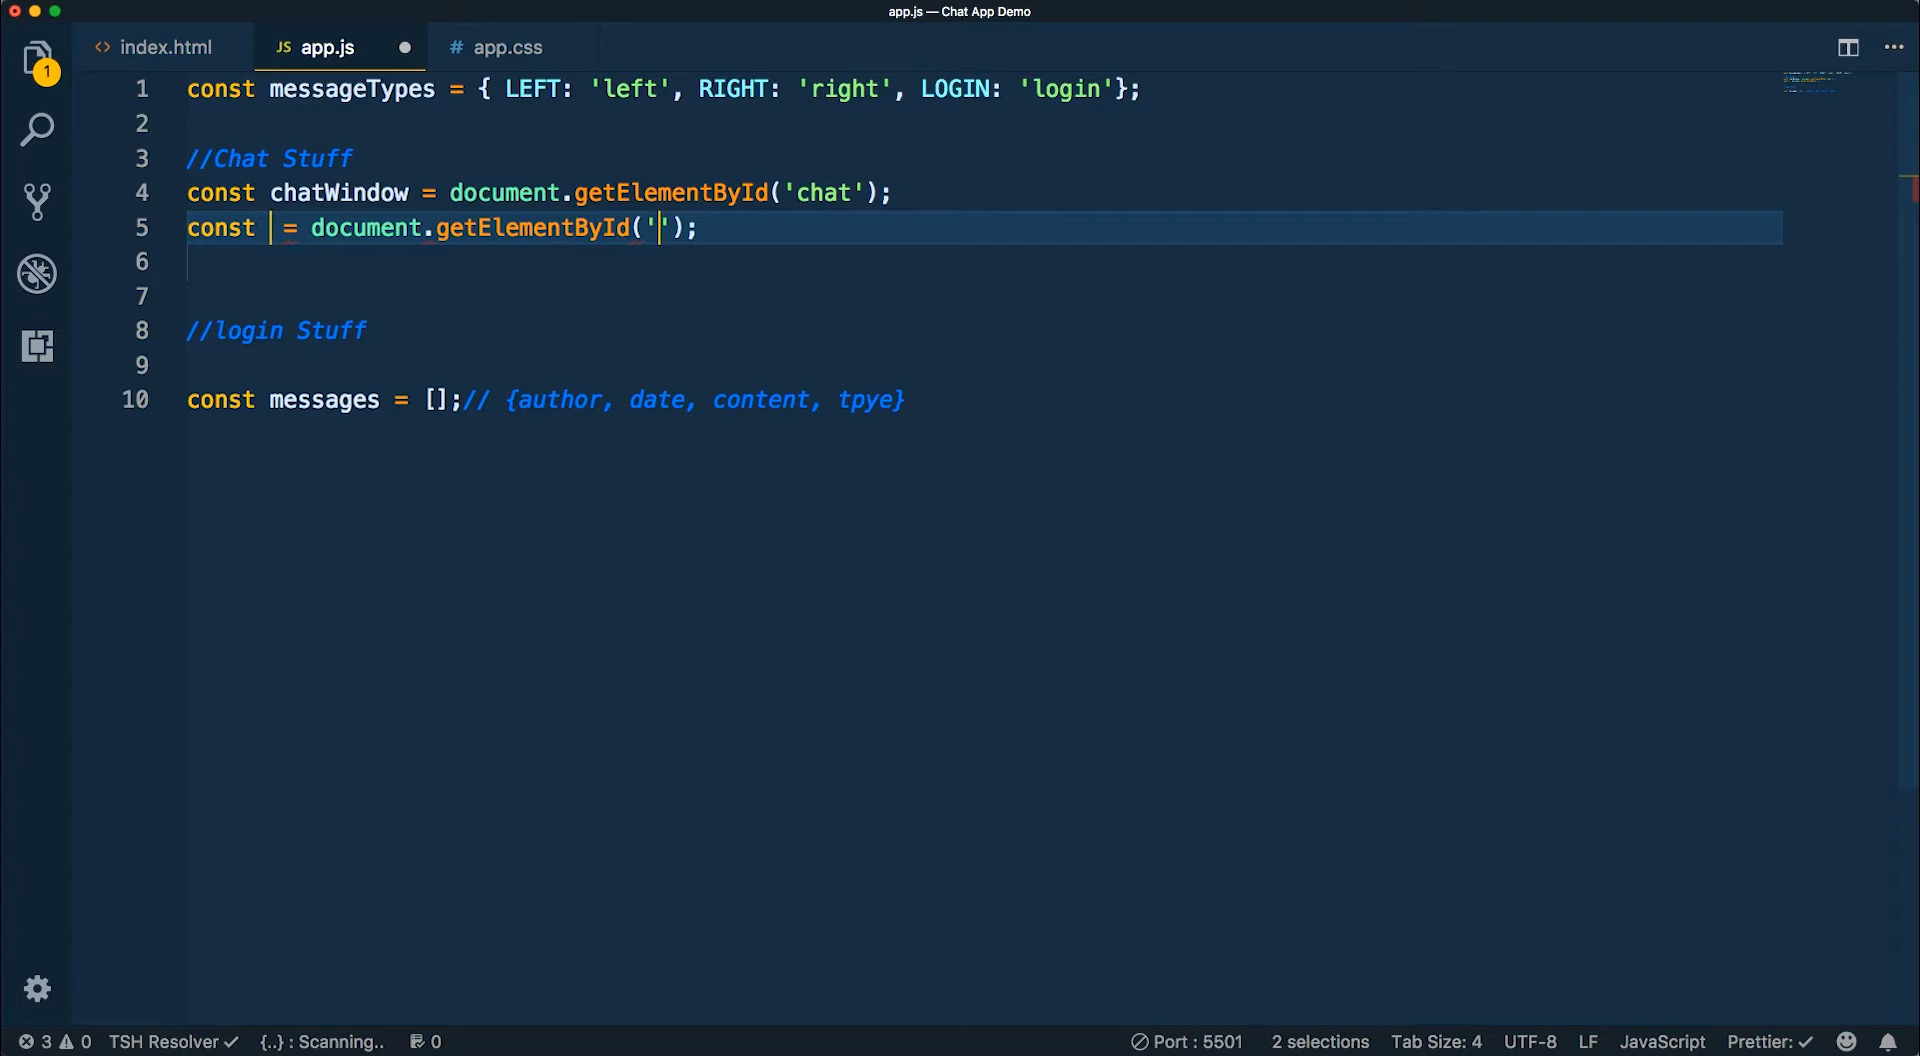 app.js — Chat App Demo
<> index.html JS app.js # app.css
1
1 const messageTypes = { LEFT: 'left', RIGHT: 'right', LOGIN: 'login'};
2
3 //Chat Stuff
4 const chatWindow = document.getElementById('chat');
5 const = document.getElementById('');
6
7
8 //login Stuff
9
10 const messages = [];// {author, date, content, tpye}
3 0 TSH Resolver ✓ {..} : Scanning.. 0 Port : 5501 2 selections Tab Size: 4 UTF-8 LF JavaScript Prettier: ✓